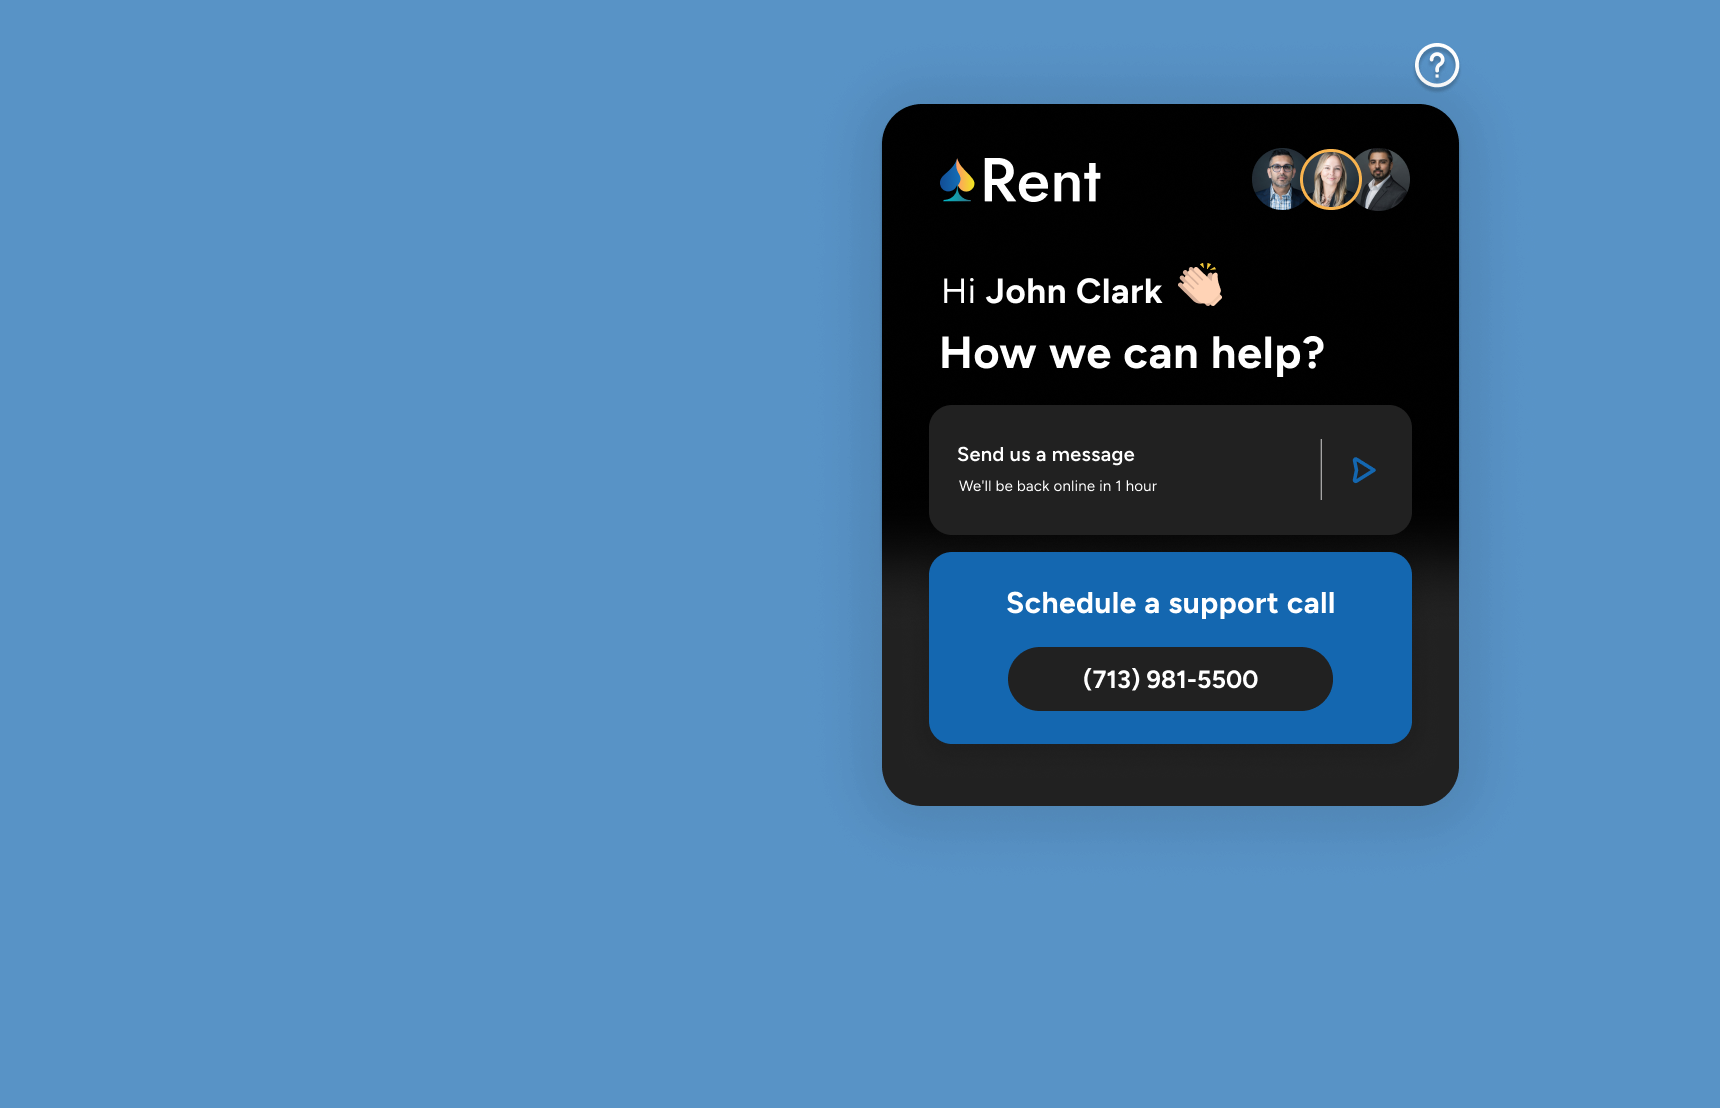 ?
Rent
Hi John Clark 👏🏻
How we can help?
Send us a message
We'll be back online in 1 hour
Schedule a support call
(713) 981-5500